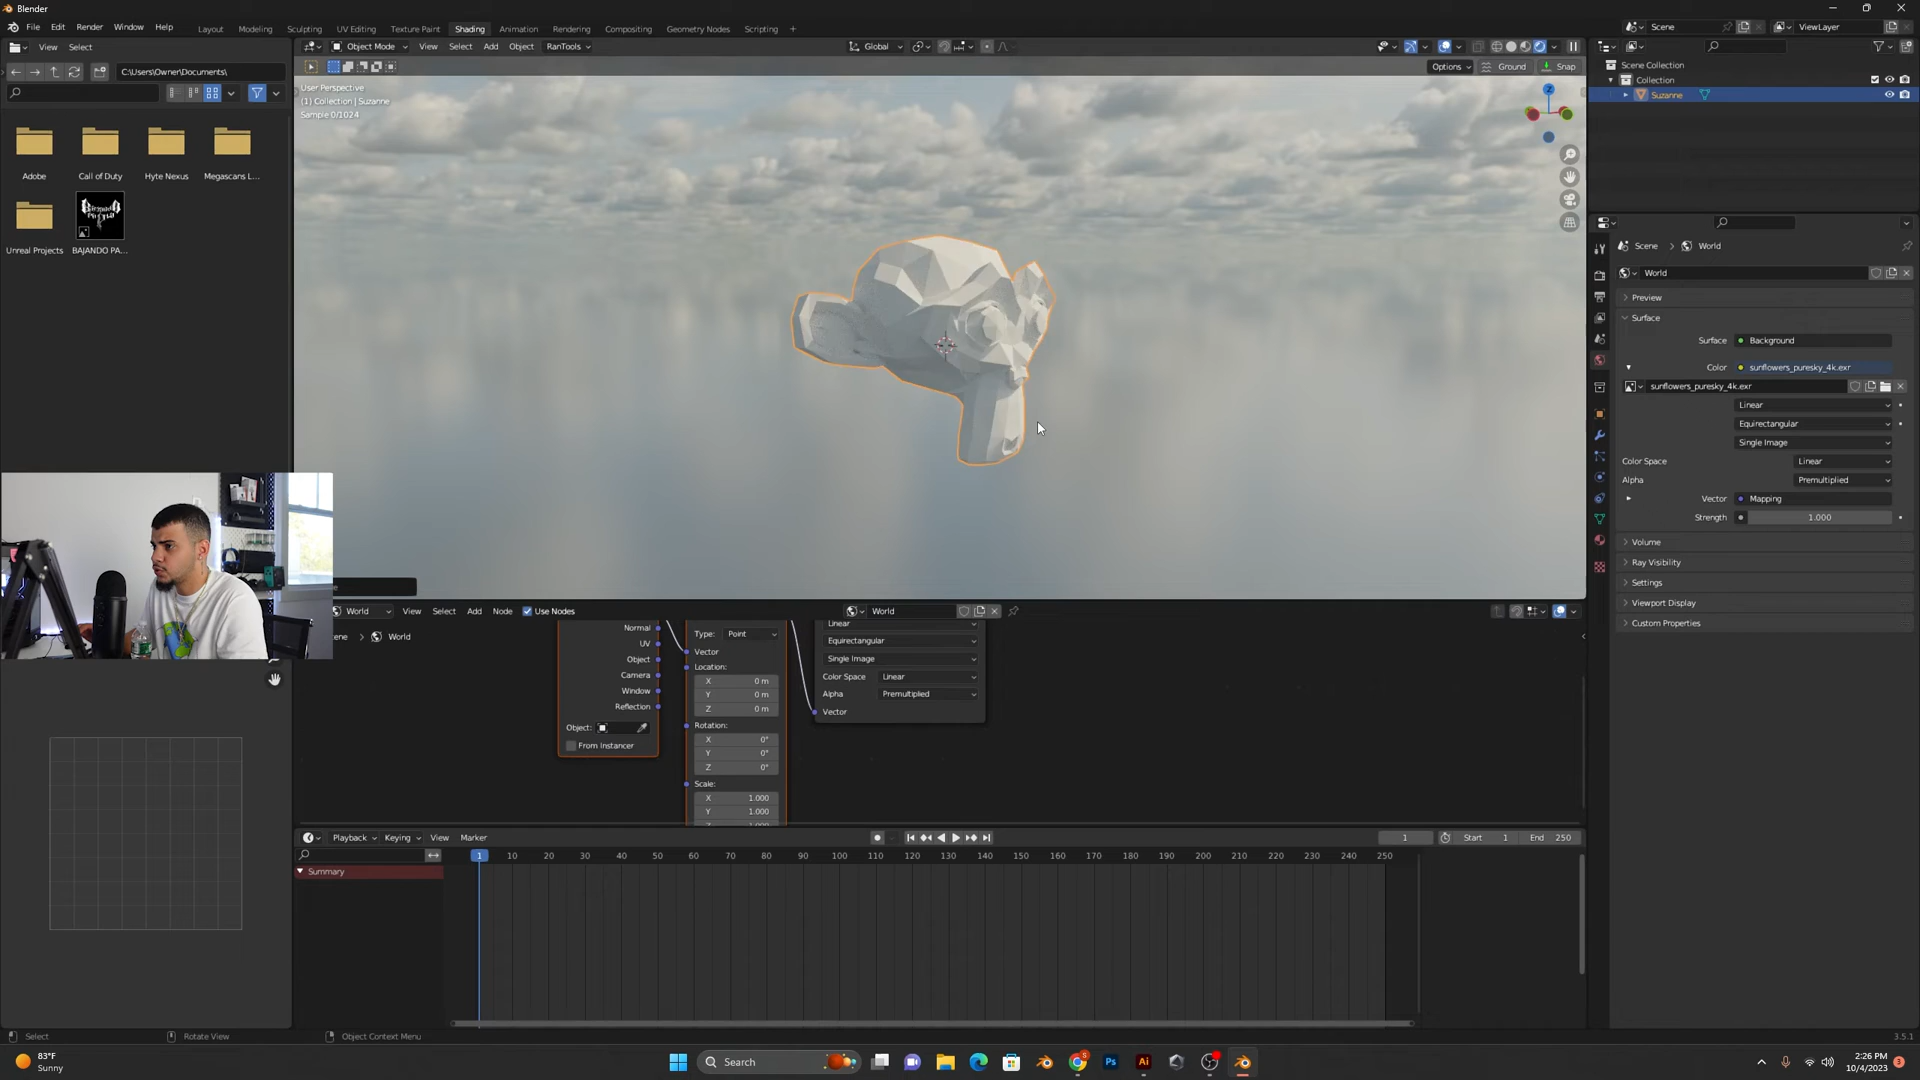 Blender
File Edit Render Window Help
Layout Modeling Sculpting UV Editing Texture Paint Shading Animation Rendering Compositing Geometry Nodes Scripting +
Scene
ViewLayer
View Select
C:\Users\Owner\Documents\
Adobe
Call of Duty
Hyte Nexus
Megascans L...
Unreal Projects
BAJANDO PA...
Object Mode View Select Add Object RanTools
Global
Options
Ground
Snap
User Perspective
(1) Collection | Suzanne
Sample 0/1024
Z
Scene Collection
Collection
Suzanne
Scene > World
World
Preview
Surface
Surface Background
Color sunflowers_puresky_4k.exr
sunflowers_puresky_4k.exr
Linear
Equirectangular
Single Image
Color Space Linear
Alpha Premultiplied
Vector Mapping
Strength 1.000
Volume
Ray Visibility
Settings
Viewport Display
Custom Properties
World View Select Add Node Use Nodes
World
ene > World
Normal
UV
Object
Camera
Window
Reflection
Object:
From Instancer
Type: Point
Vector
Location:
X 0 m
Y 0 m
Z 0 m
Rotation:
X 0°
Y 0°
Z 0°
Scale:
X 1.000
Y 1.000
Linear
Equirectangular
Single Image
Color Space Linear
Alpha Premultiplied
Vector
Playback Keying View Marker
1
Start 1 End 250
1 10 20 30 40 50 60 70 80 90 100 110 120 130 140 150 160 170 180 190 200 210 220 230 240 250
Summary
Select
Rotate View
Object Context Menu
3.5.1
83°F
Sunny
Search
Ps
Ai
2:26 PM
10/4/2023